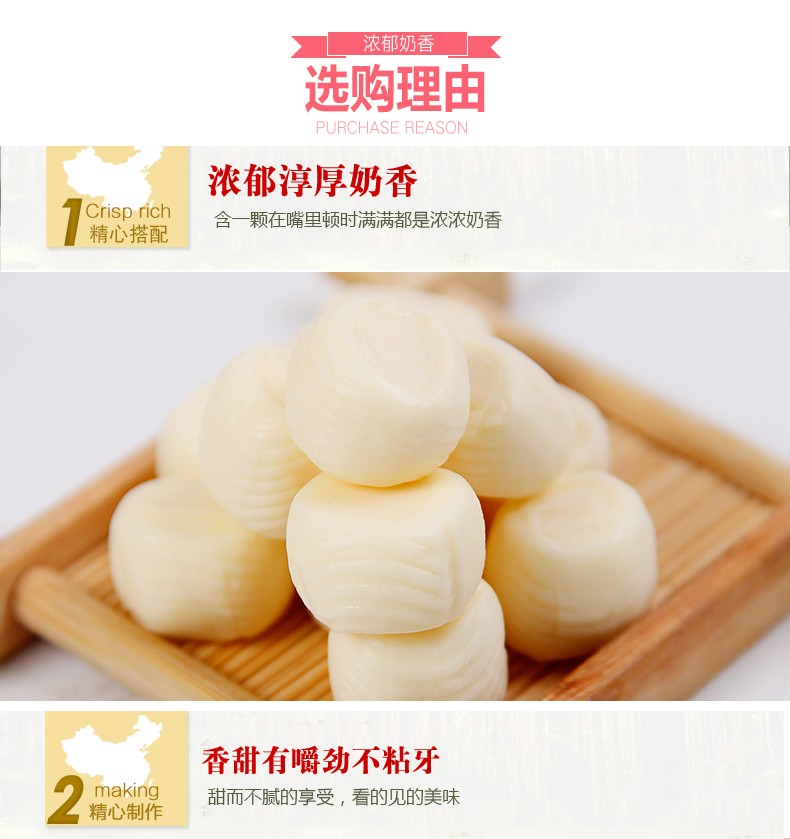 浓郁奶香
选购理由
PURCHASE REASON
浓郁淳厚奶香
1
Crisp rich
精心搭配
含一颗在嘴里顿时满满都是浓浓奶香
香甜有嚼劲不粘牙
2
making
精心制作
甜而不腻的享受，看的见的美味